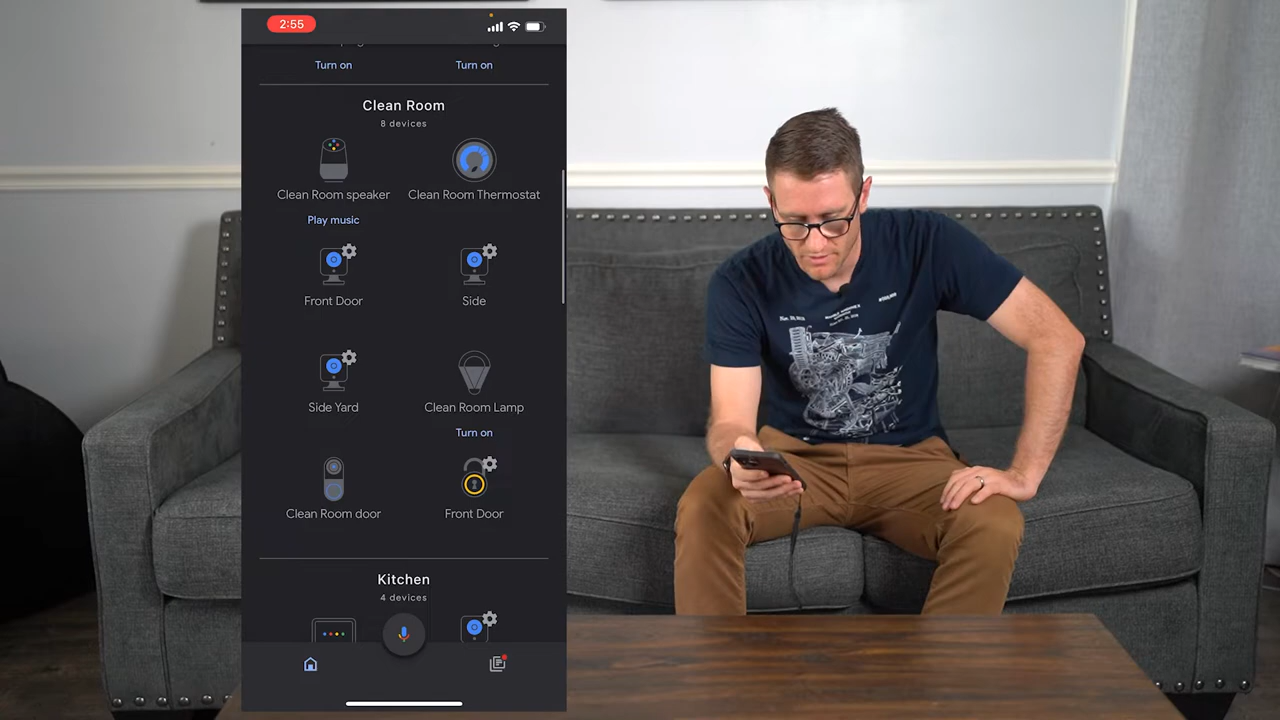 2:55
Turn on Turn on
Clean Room
8 devices
Clean Room speaker Clean Room Thermostat
Play music
Front Door Side
Side Yard Clean Room Lamp
Turn on
Clean Room door Front Door
Kitchen
4 devices